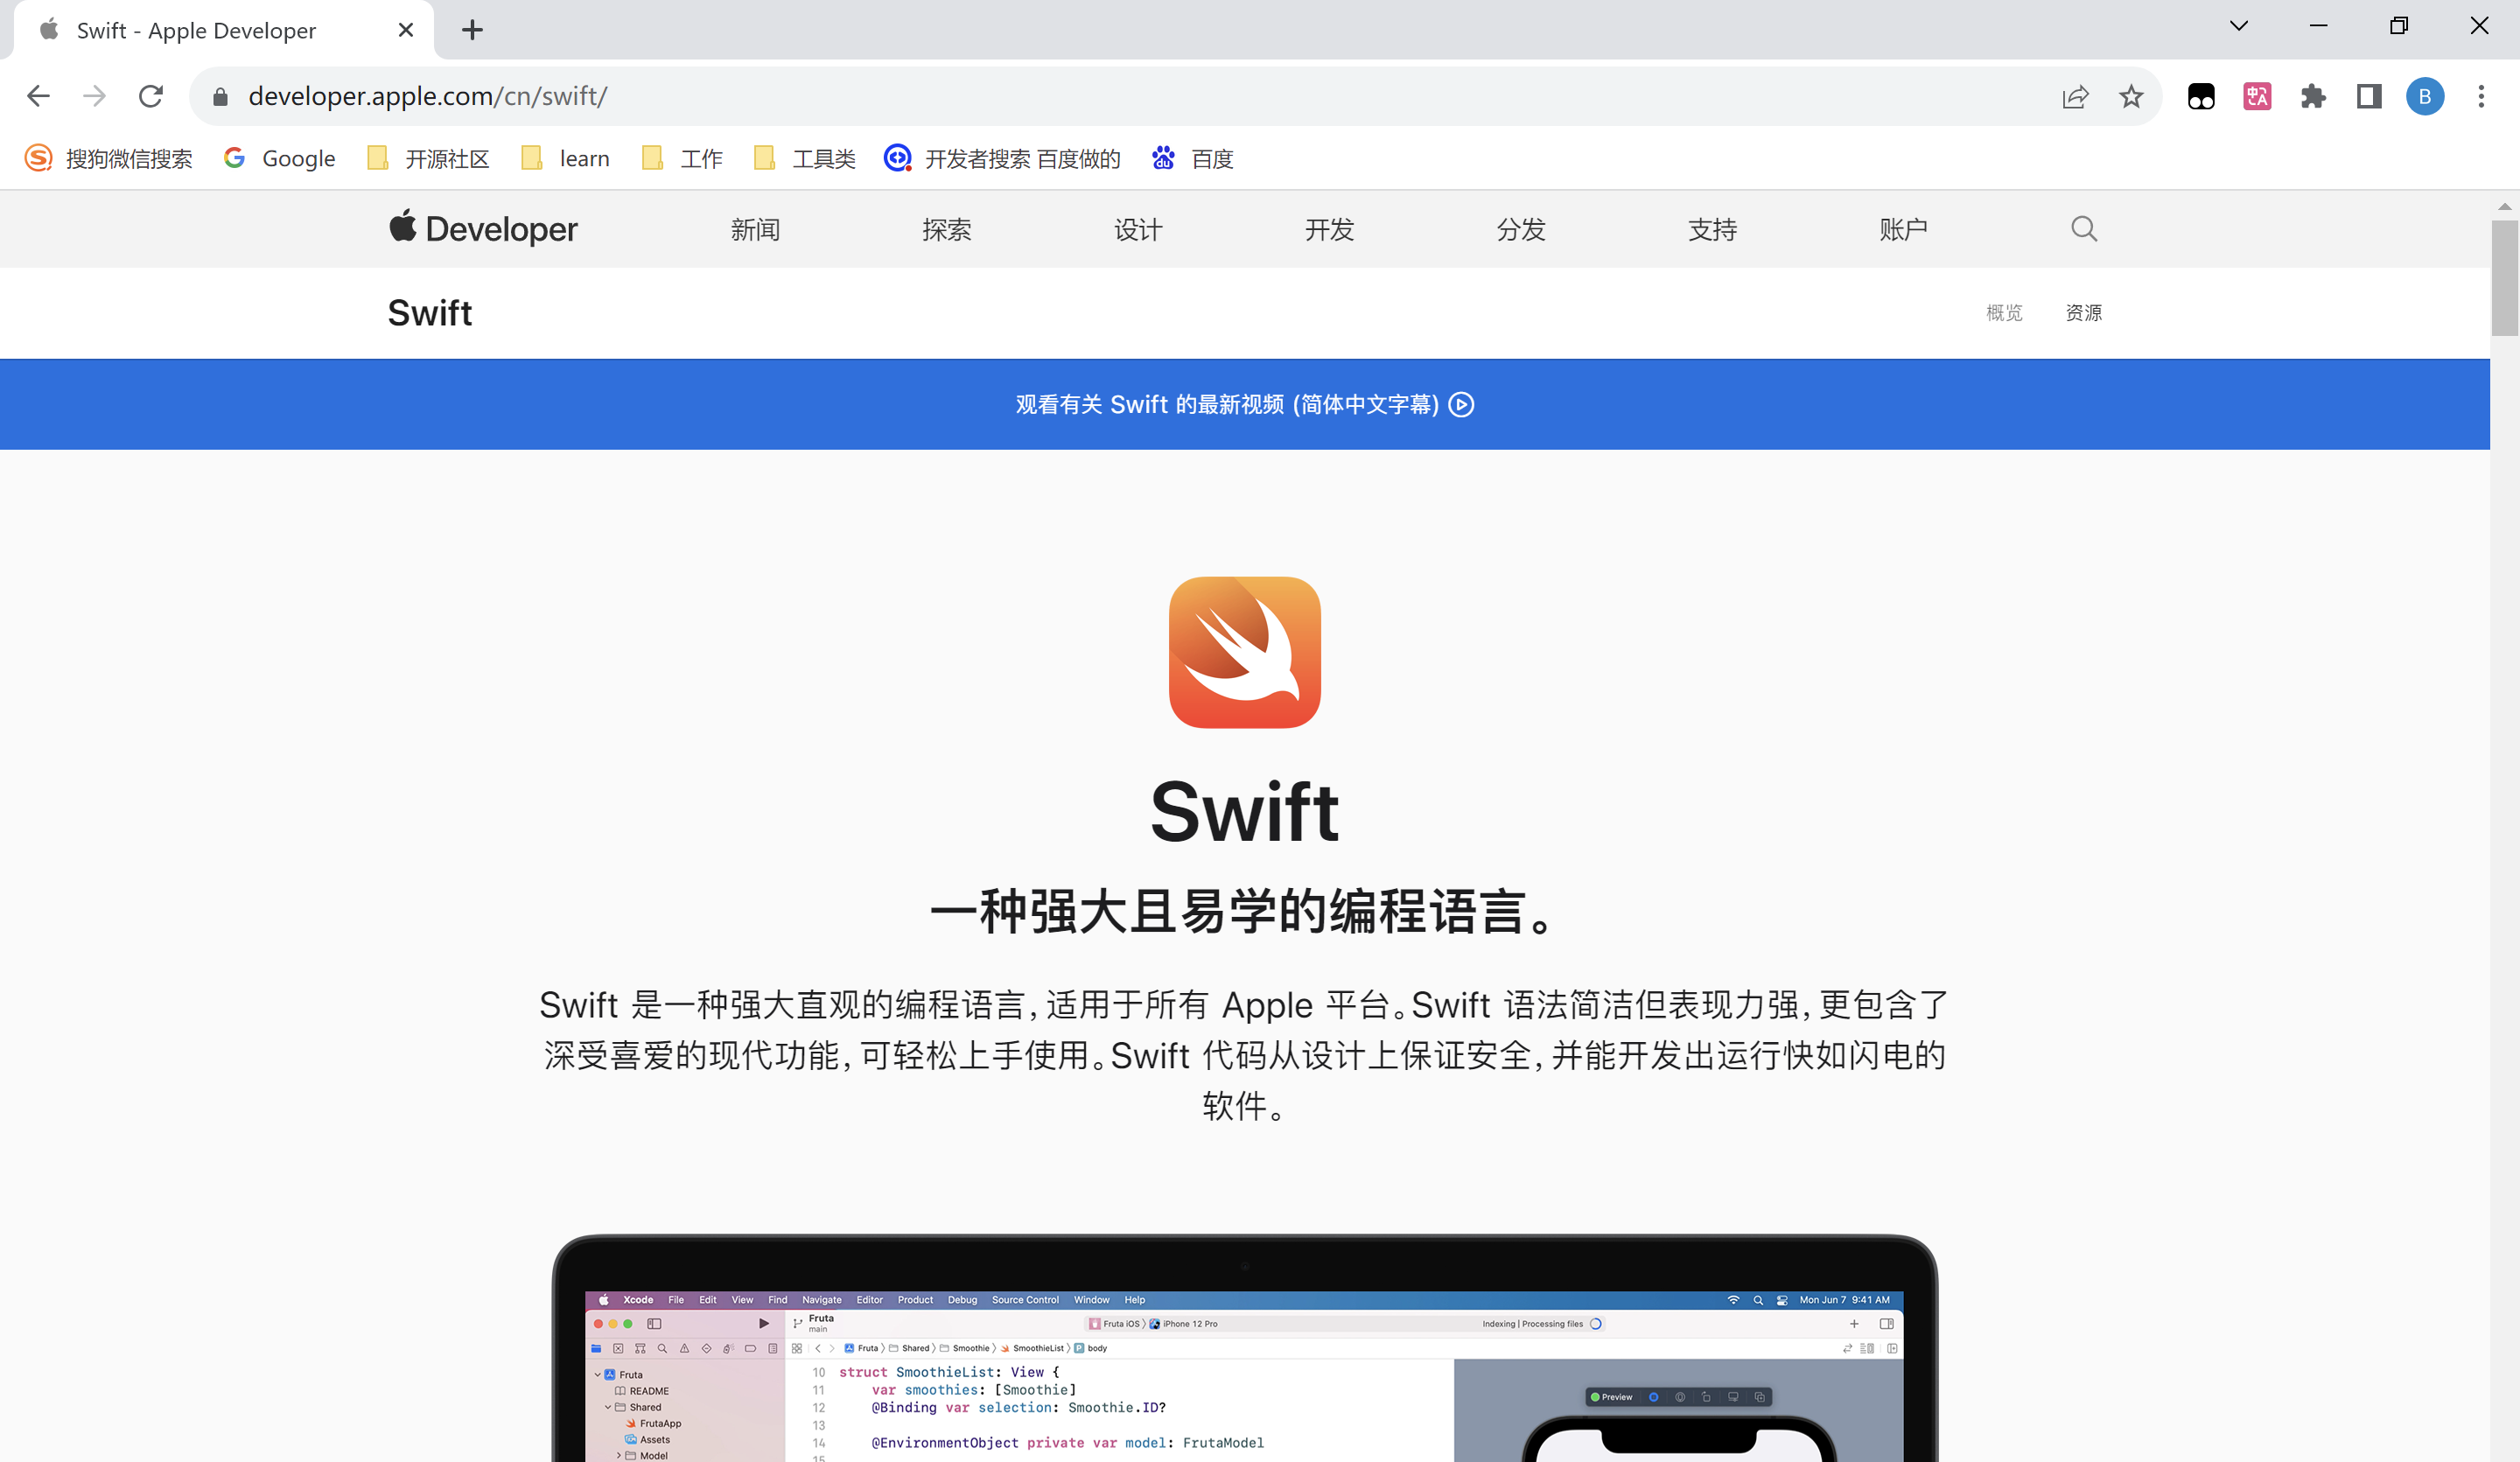 Swift - Apple Developer
developer.apple.com/cn/swift/
B
搜狗微信搜索 Google 开源社区 learn 工作 工具类 开发者搜索 百度做的 百度
Developer 新闻 探索 设计 开发 分发 支持 账户
Swift 概览 资源
观看有关 Swift 的最新视频 (简体中文字幕)
Swift
一种强大且易学的编程语言。
Swift 是一种强大直观的编程语言，适用于所有 Apple 平台。Swift 语法简洁但表现力强，更包含了
深受喜爱的现代功能，可轻松上手使用。Swift 代码从设计上保证安全，并能开发出运行快如闪电的
软件。
Xcode File Edit View Find Navigate Editor Product Debug Source Control Window Help Mon Jun 7 9:41 AM
Fruta
main
Fruta iOS iPhone 12 Pro Indexing | Processing files
Fruta Shared Smoothie SmoothieList P body
Fruta
README
Shared
FrutaApp
Assets
Model
10 struct SmoothieList: View {
11 var smoothies: [Smoothie]
12 @Binding var selection: Smoothie.ID?
13
14 @EnvironmentObject private var model: FrutaModel
15
Preview